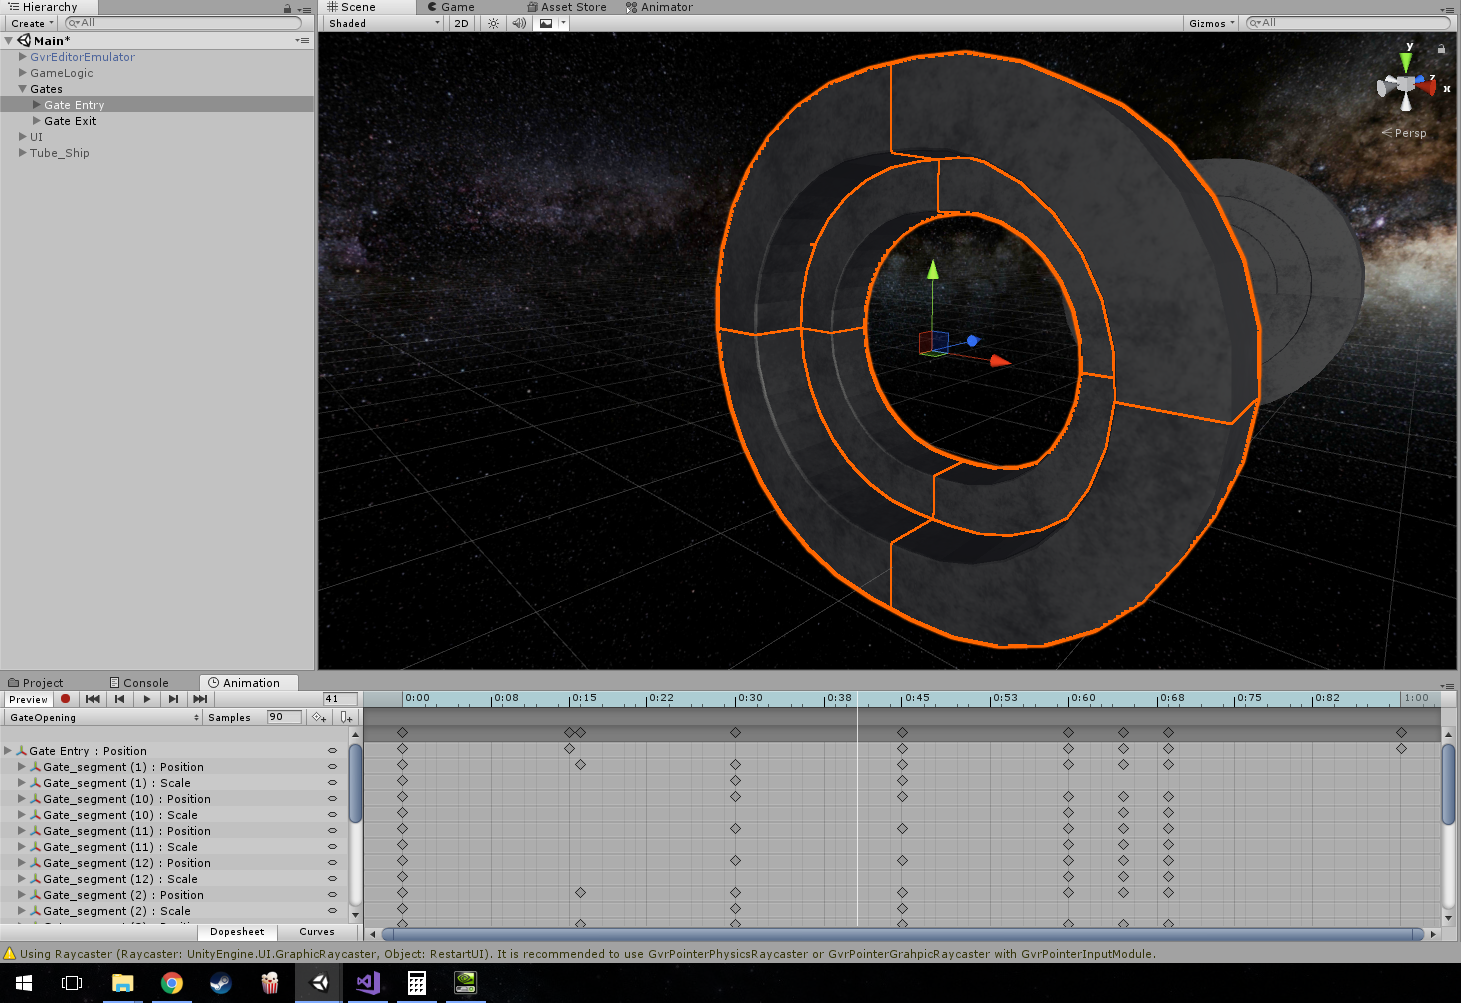 Hierarchy
Create
All
Main*
GvrEditorEmulator
GameLogic
Gates
Gate Entry
Gate Exit
UI
Tube_Ship
Scene Game Asset Store Animator
Shaded 2D Gizmos All
y
z
x
Persp
Project Console Animation
Preview 41 0:00 0:08 0:15 0:22 0:30 0:38 0:45 0:53 0:60 0:68 0:75 0:82 1:00
GateOpening Samples 90
Gate Entry : Position
Gate_segment (1) : Position
Gate_segment (1) : Scale
Gate_segment (10) : Position
Gate_segment (10) : Scale
Gate_segment (11) : Position
Gate_segment (11) : Scale
Gate_segment (12) : Position
Gate_segment (12) : Scale
Gate_segment (2) : Position
Gate_segment (2) : Scale
Dopesheet Curves
Using Raycaster (Raycaster: UnityEngine.UI.GraphicRaycaster, Object: RestartUI). It is recommended to use GvrPointerPhysicsRaycaster or GvrPointerGrahpicRaycaster with GvrPointerInputModule.